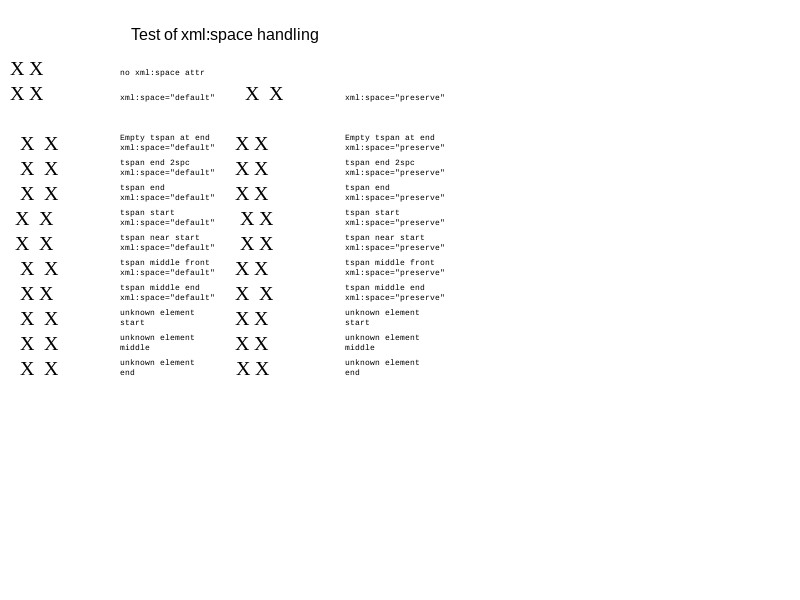 Test of xml:space handling
X X no xml:space attr
X X xml:space="default" X  X xml:space="preserve"
X  X Empty tspan at end X X Empty tspan at end
xml:space="default" xml:space="preserve"
X  X tspan end 2spc X X tspan end 2spc
xml:space="default" xml:space="preserve"
X  X tspan end X X tspan end
xml:space="default" xml:space="preserve"
X  X tspan start X X tspan start
xml:space="default" xml:space="preserve"
X  X tspan near start X X tspan near start
xml:space="default" xml:space="preserve"
X  X tspan middle front X X tspan middle front
xml:space="default" xml:space="preserve"
X X tspan middle end X  X tspan middle end
xml:space="default" xml:space="preserve"
X  X unknown element X X unknown element
start start
X  X unknown element X X unknown element
middle middle
X  X unknown element X X unknown element
end end